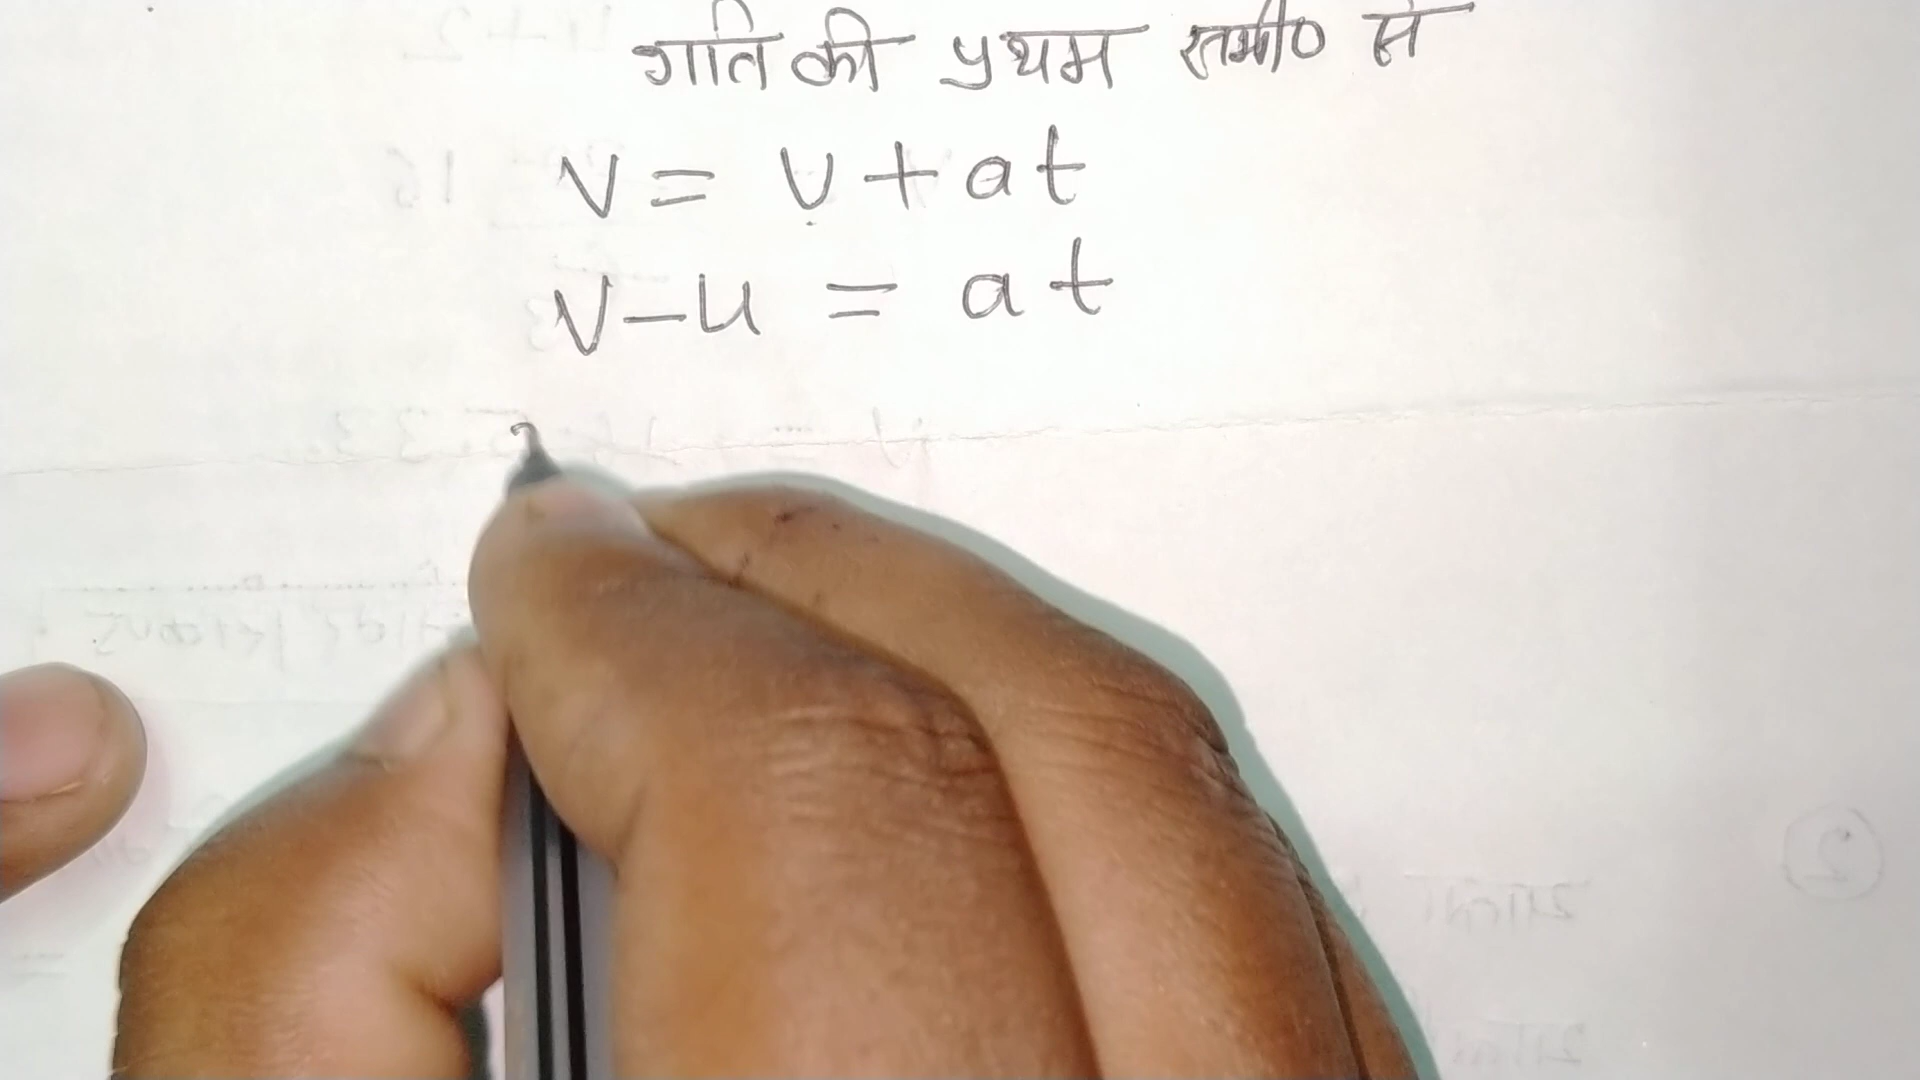 गति की प्रथम समी० से
v = u + at
v - u = at